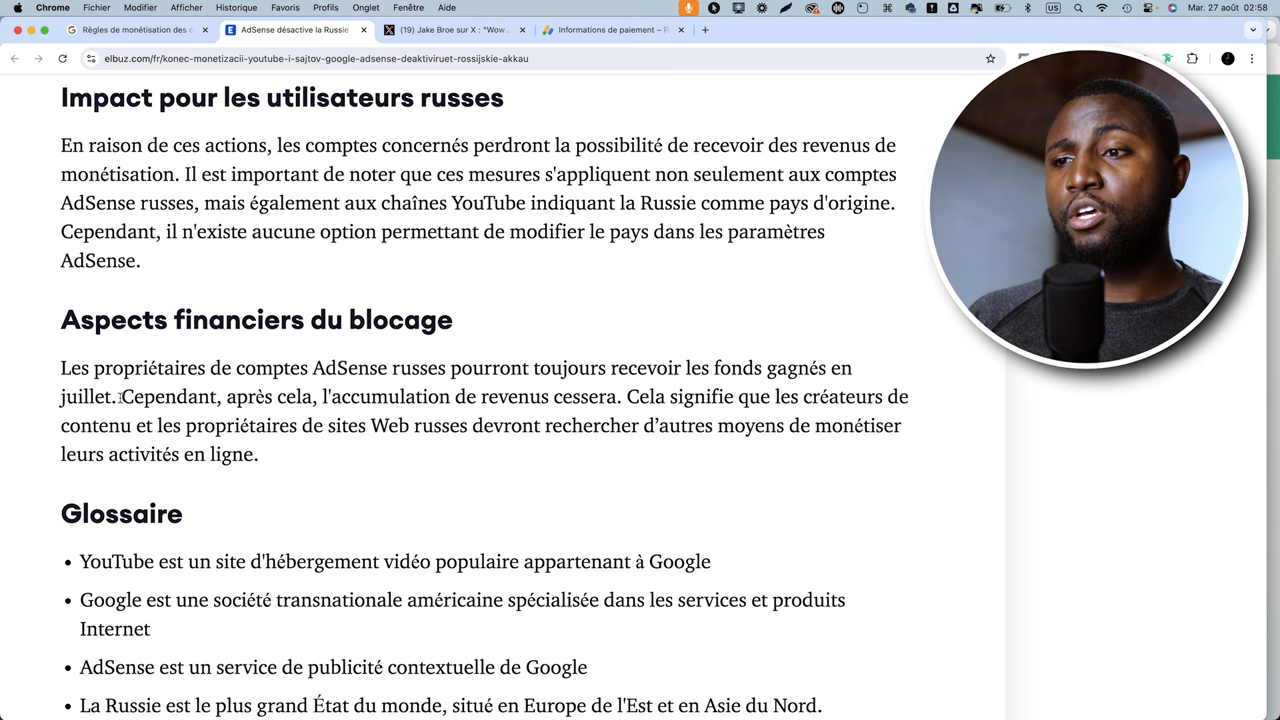 Chrome Fichier Modifier Afficher Historique Favoris Profils Onglet Fenêtre Aide US Mar. 27 août 02:58
Règles de monétisation des c
AdSense désactive la Russie
(19) Jake Broe sur X : "Wow…
Informations de paiement – P
elbuz.com/fr/konec-monetizacii-youtube-i-sajtov-google-adsense-deaktiviruet-rossijskie-akkau
Impact pour les utilisateurs russes
En raison de ces actions, les comptes concernés perdront la possibilité de recevoir des revenus de
monétisation. Il est important de noter que ces mesures s'appliquent non seulement aux comptes
AdSense russes, mais également aux chaînes YouTube indiquant la Russie comme pays d'origine.
Cependant, il n'existe aucune option permettant de modifier le pays dans les paramètres
AdSense.
Aspects financiers du blocage
Les propriétaires de comptes AdSense russes pourront toujours recevoir les fonds gagnés en
juillet. Cependant, après cela, l'accumulation de revenus cessera. Cela signifie que les créateurs de
contenu et les propriétaires de sites Web russes devront rechercher d’autres moyens de monétiser
leurs activités en ligne.
Glossaire
• YouTube est un site d'hébergement vidéo populaire appartenant à Google
• Google est une société transnationale américaine spécialisée dans les services et produits
Internet
• AdSense est un service de publicité contextuelle de Google
• La Russie est le plus grand État du monde, situé en Europe de l'Est et en Asie du Nord.